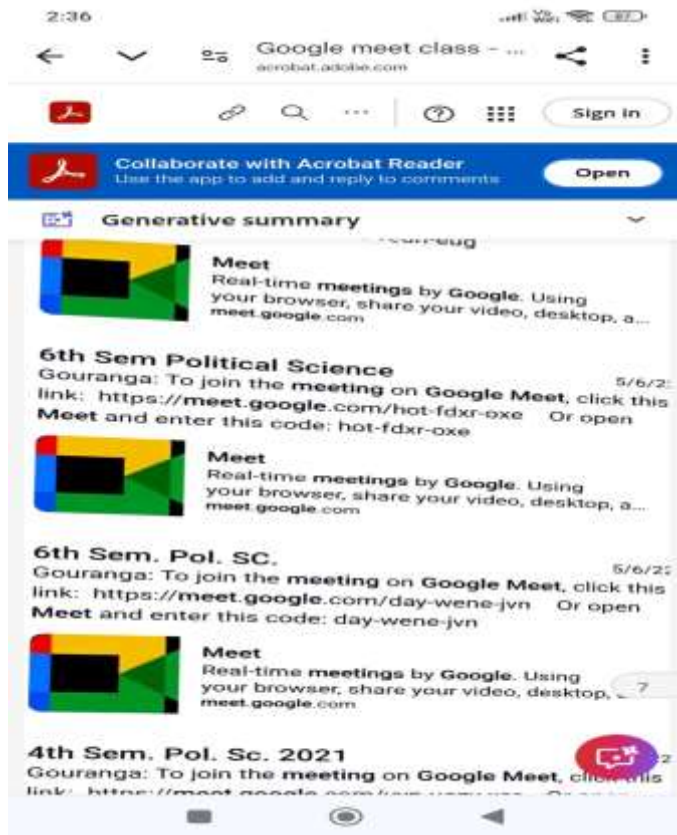 2:36
Google meet class - ...
acrobat.adobe.com
Sign in
Collaborate with Acrobat Reader
Use the app to add and reply to comments
Open
Generative summary
Meet
Real-time meetings by Google. Using
your browser, share your video, desktop, a...
meet.google.com
6th Sem Political Science
5/6/2
Gouranga: To join the meeting on Google Meet, click this
link: https://meet.google.com/hot-fdxr-oxe Or open
Meet and enter this code: hot-fdxr-oxe
Meet
Real-time meetings by Google. Using
your browser, share your video, desktop, a...
meet.google.com
6th Sem. Pol. SC.
5/6/22
Gouranga: To join the meeting on Google Meet, click this
link: https://meet.google.com/day-wene-jvn Or open
Meet and enter this code: day-wene-jvn
Meet
Real-time meetings by Google. Using
your browser, share your video, desktop,
meet.google.com
7
4th Sem. Pol. Sc. 2021
Gouranga: To join the meeting on Google Meet,